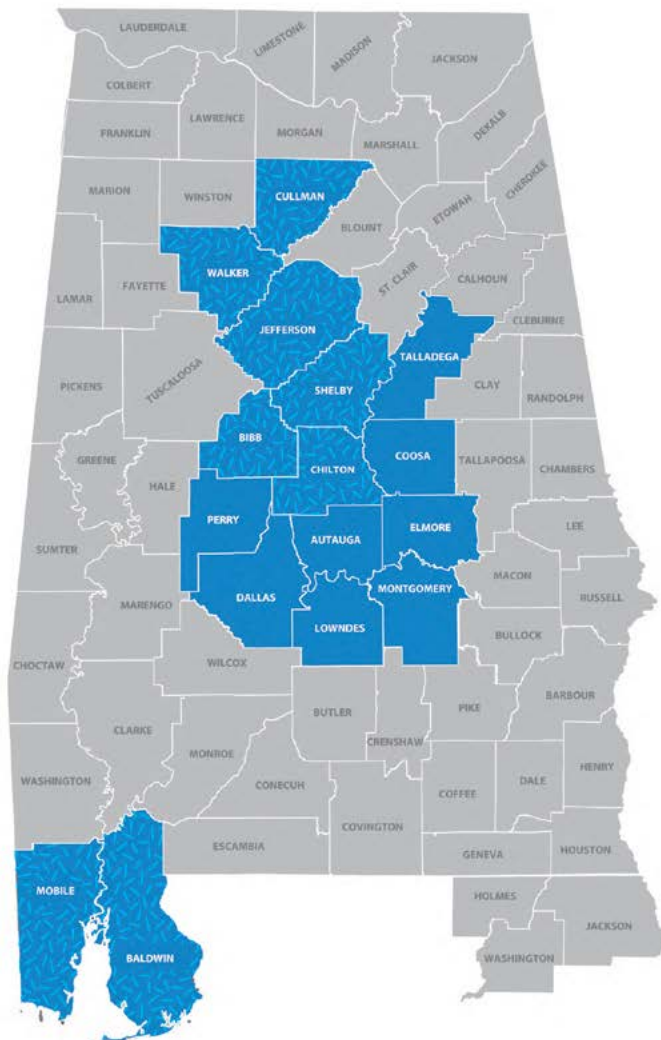 LAUDERDALE
LIMESTONE
MADISON
JACKSON
COLBERT
LAWRENCE
FRANKLIN
MORGAN
MARSHALL
DEKALB
CHEROKEE
MARION
WINSTON
CULLMAN
BLOUNT
ETOWAH
WALKER
FAYETTE
LAMAR
JEFFERSON
ST. CLAIR
CALHOUN
CLEBURNE
TALLADEGA
PICKENS
TUSCALOOSA
SHELBY
CLAY
RANDOLPH
BIBB
GREENE
HALE
CHILTON
COOSA
TALLAPOOSA
CHAMBERS
PERRY
AUTAUGA
ELMORE
LEE
SUMTER
MARENGO
DALLAS
LOWNDES
MONTGOMERY
MACON
RUSSELL
BULLOCK
CHOCTAW
WILCOX
BARBOUR
CLARKE
BUTLER
PIKE
CRENSHAW
MONROE
WASHINGTON
CONECUH
COFFEE
DALE
HENRY
ESCAMBIA
COVINGTON
GENEVA
HOUSTON
MOBILE
BALDWIN
HOLMES
JACKSON
WASHINGTON